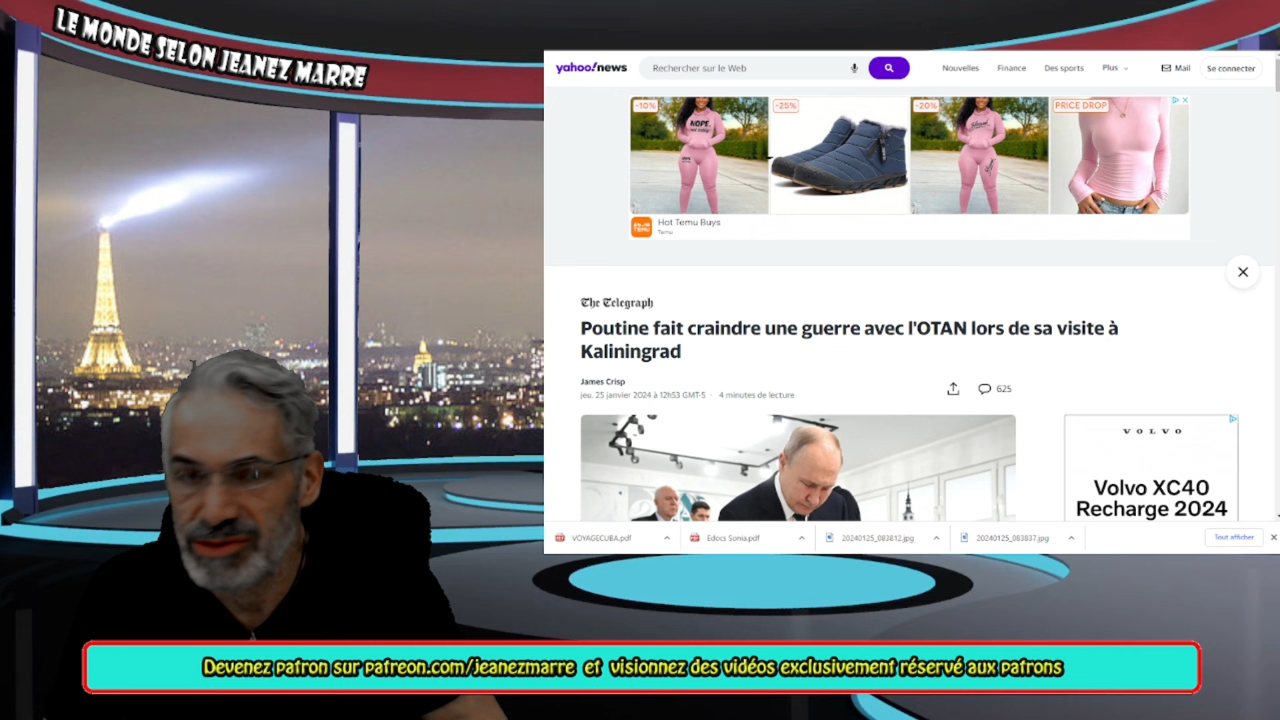 LE MONDE SELON JEANEZ MARRE
yahoo!news
Rechercher sur le Web
Nouvelles
Finance
Des sports
Plus
Mail
Se connecter
-10%
-25%
-20%
PRICE DROP
NOPE.
Hot Temu Buys
Temu
The Telegraph
Poutine fait craindre une guerre avec l'OTAN lors de sa visite à
Kaliningrad
James Crisp
jeu. 25 janvier 2024 à 12h53 GMT-5 · 4 minutes de lecture
625
VOLVO
Volvo XC40
Recharge 2024
VOYAGECUBA.pdf
Edocs Sonia.pdf
20240125_083812.jpg
20240125_083837.jpg
Tout afficher
Devenez patron sur patreon.com/jeanezmarre et visionnez des vidéos exclusivement réservé aux patrons